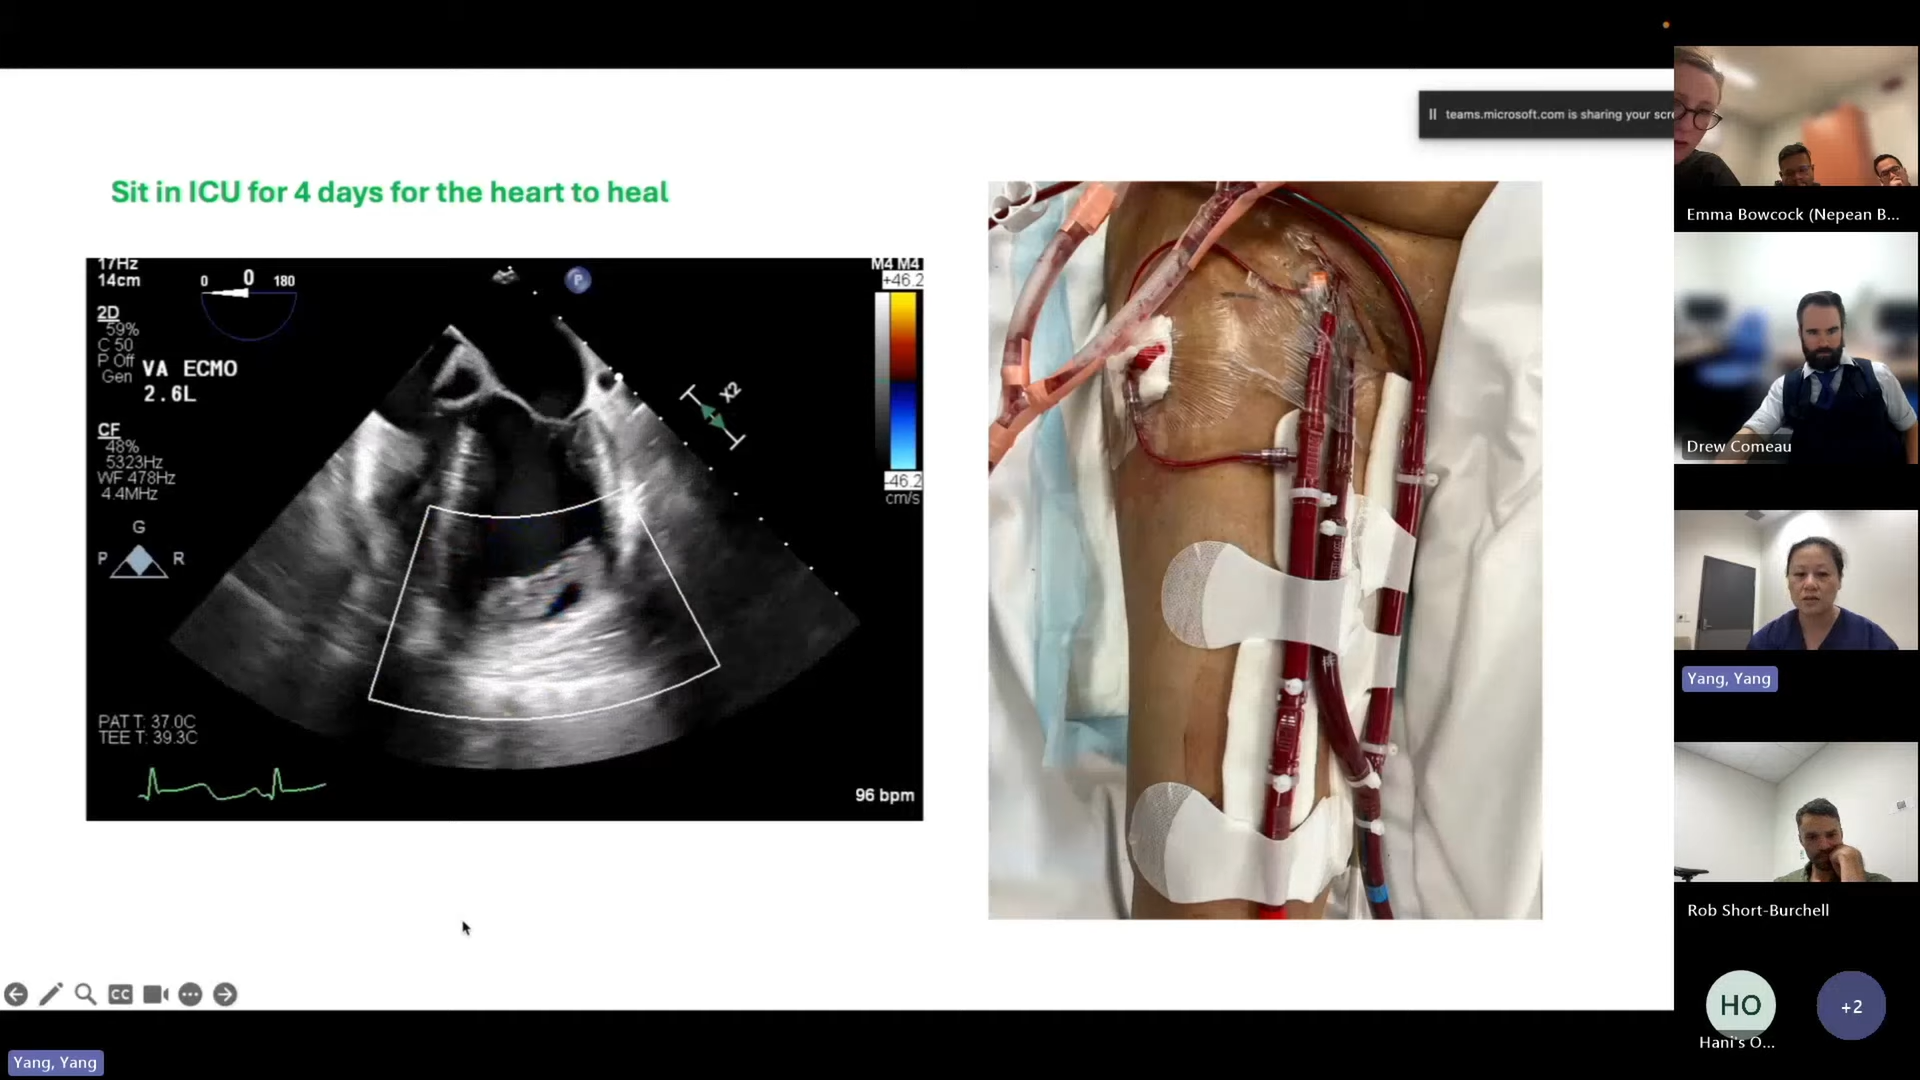 teams.microsoft.com is sharing your scre
Sit in ICU for 4 days for the heart to heal
17Hz
14cm
0
0
180
P
M4 M4
+46.2
2D
59%
C 50
P Off
Gen
VA ECMO
2.6L
X2
CF
48%
5323Hz
WF 478Hz
4.4MHz
-46.2
cm/s
G
P
R
PAT T: 37.0C
TEE T: 39.3C
96 bpm
CC
Yang, Yang
Emma Bowcock (Nepean B...
Drew Comeau
Yang, Yang
Rob Short-Burchell
HO
+2
Hani's O...